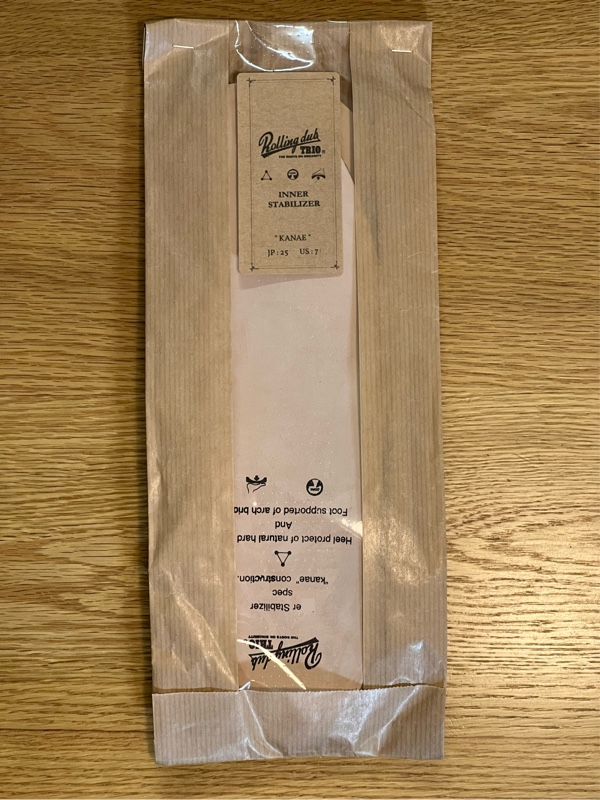 Rolling dub
TRIO®
INNER
STABILIZER
"KANAE"
JP : 25 US : 7
Rolling dub
TRIO
er Stabilizer
spec
"kanae" construction.
Heel protect of natural hard
And
Foot supported of arch